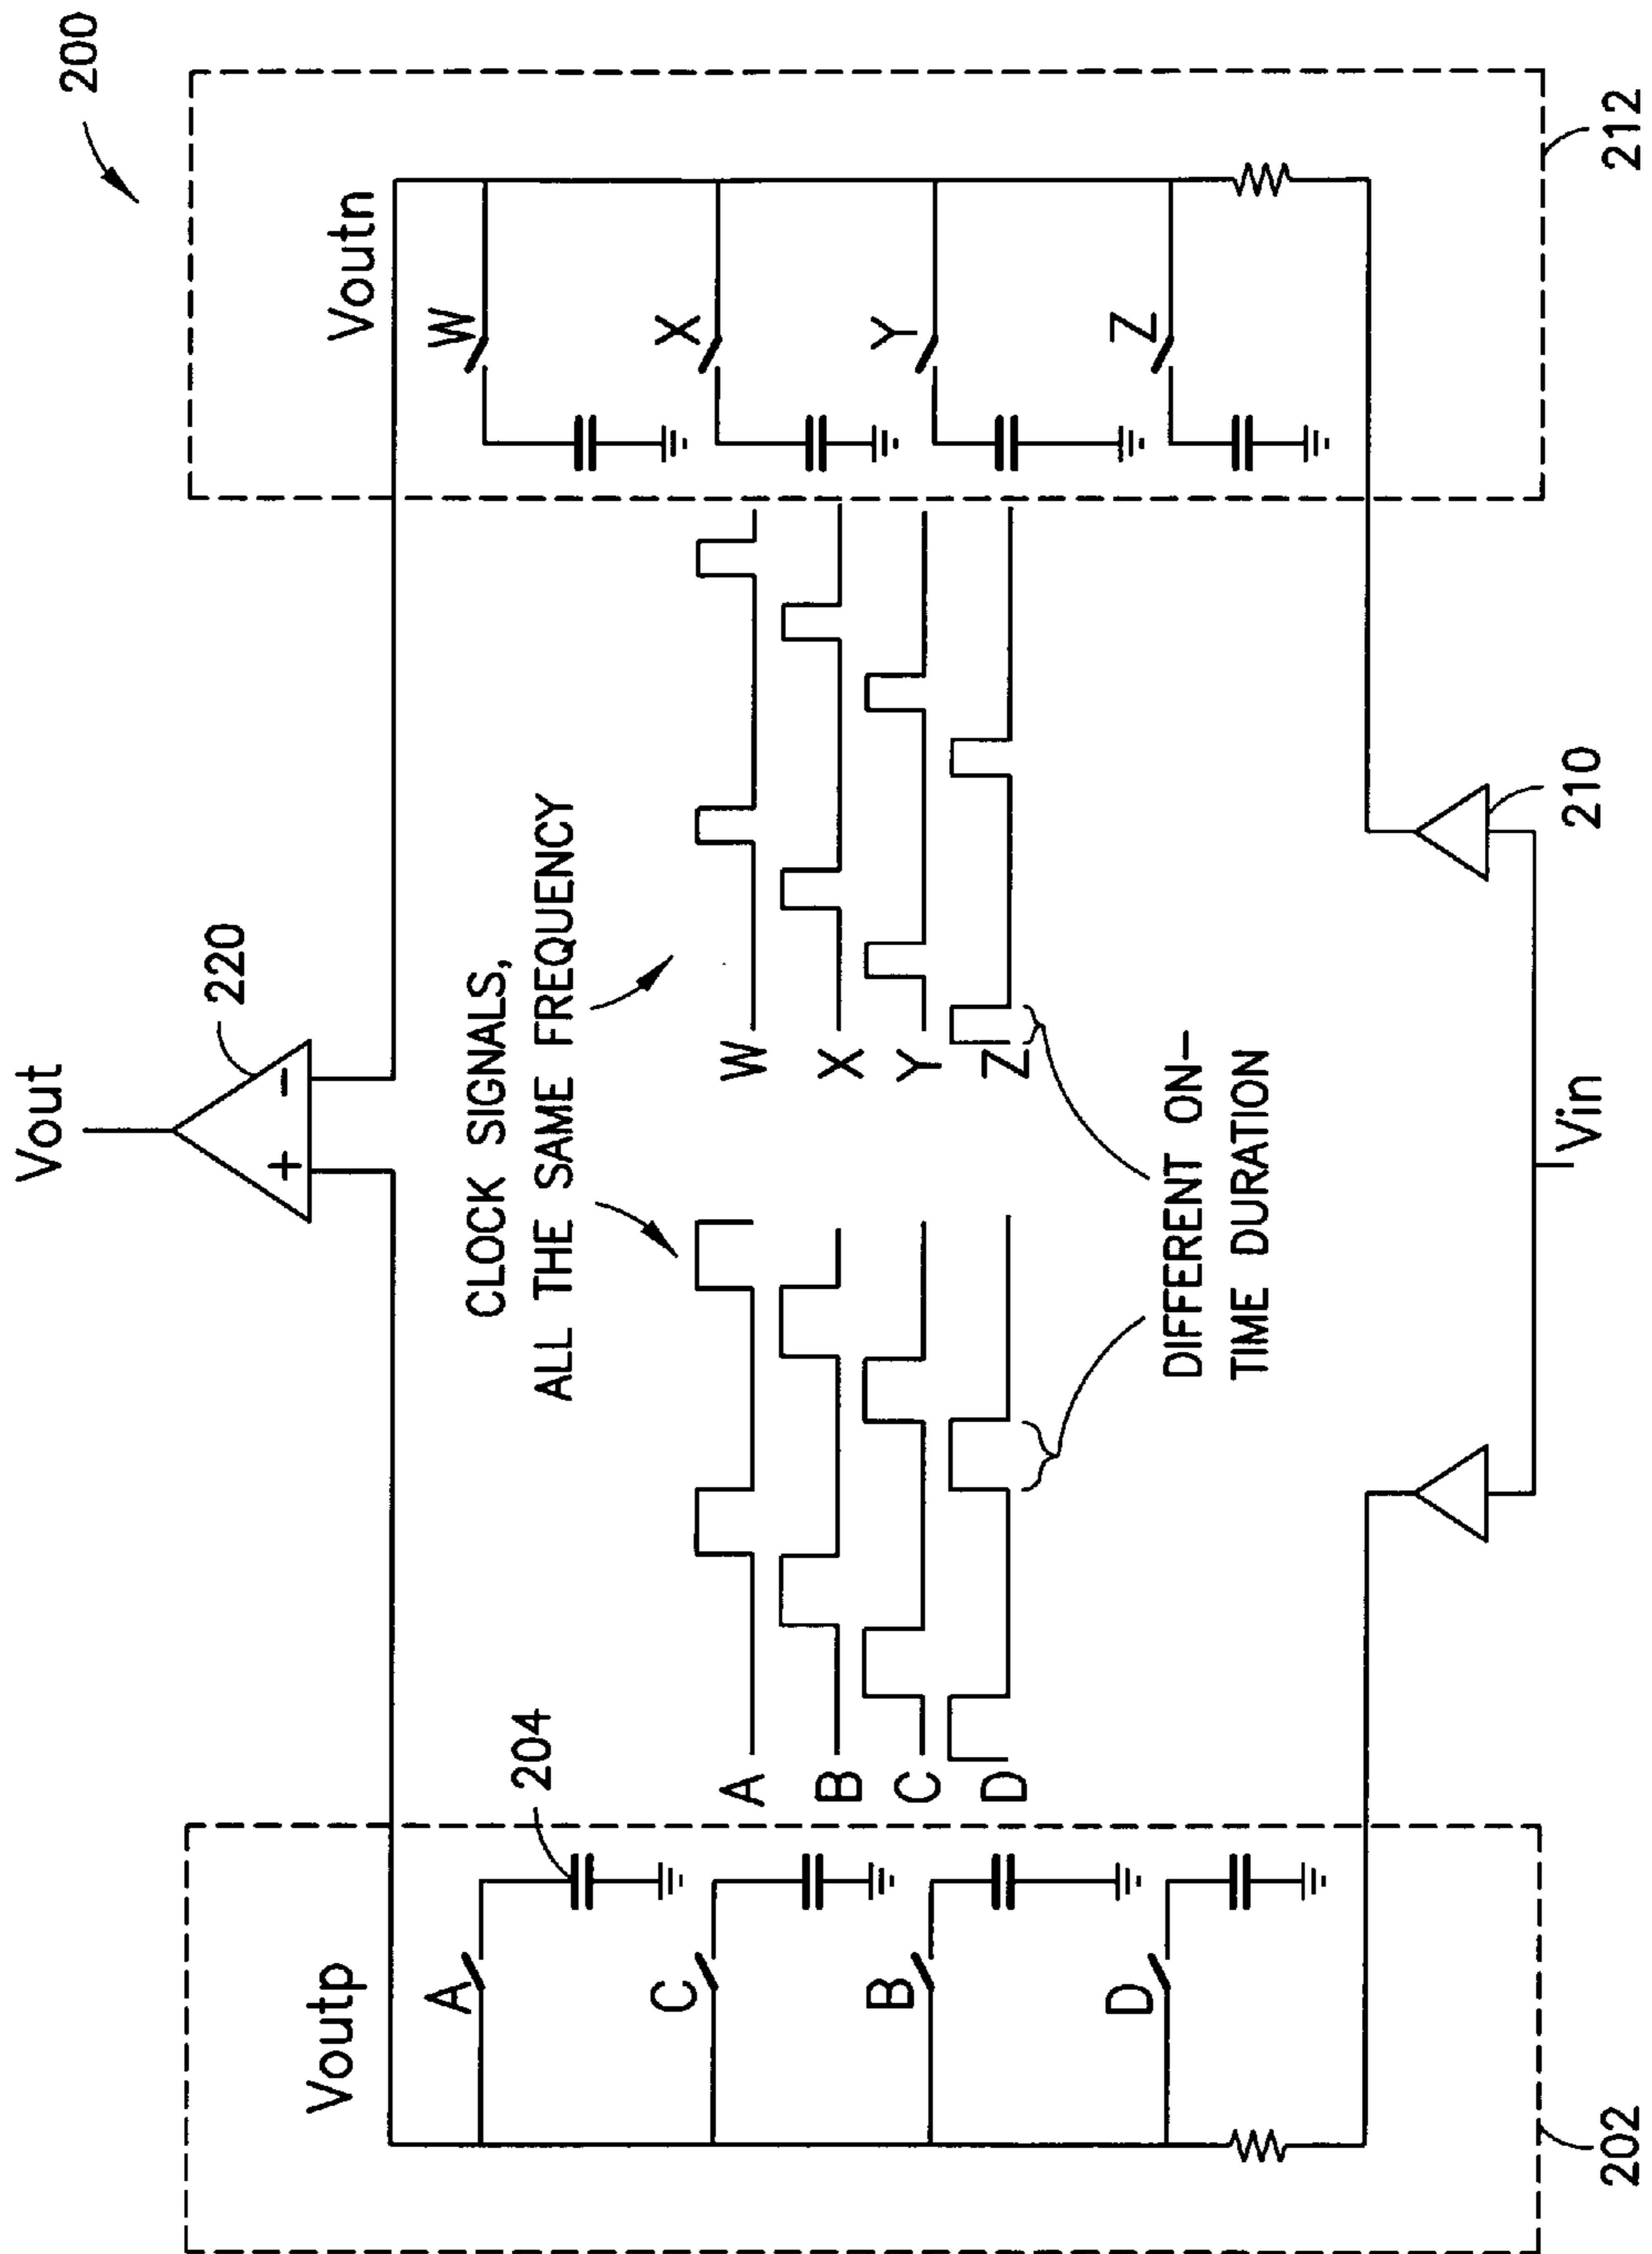 200
Vout
220
Voutp
Voutn
A
204
C
B
D
202
CLOCK SIGNALS,
ALL THE SAME FREQUENCY
A
B
C
D
W
X
Y
Z
DIFFERENT ON-
TIME DURATION
+
-
W
X
Y
Z
212
210
Vin